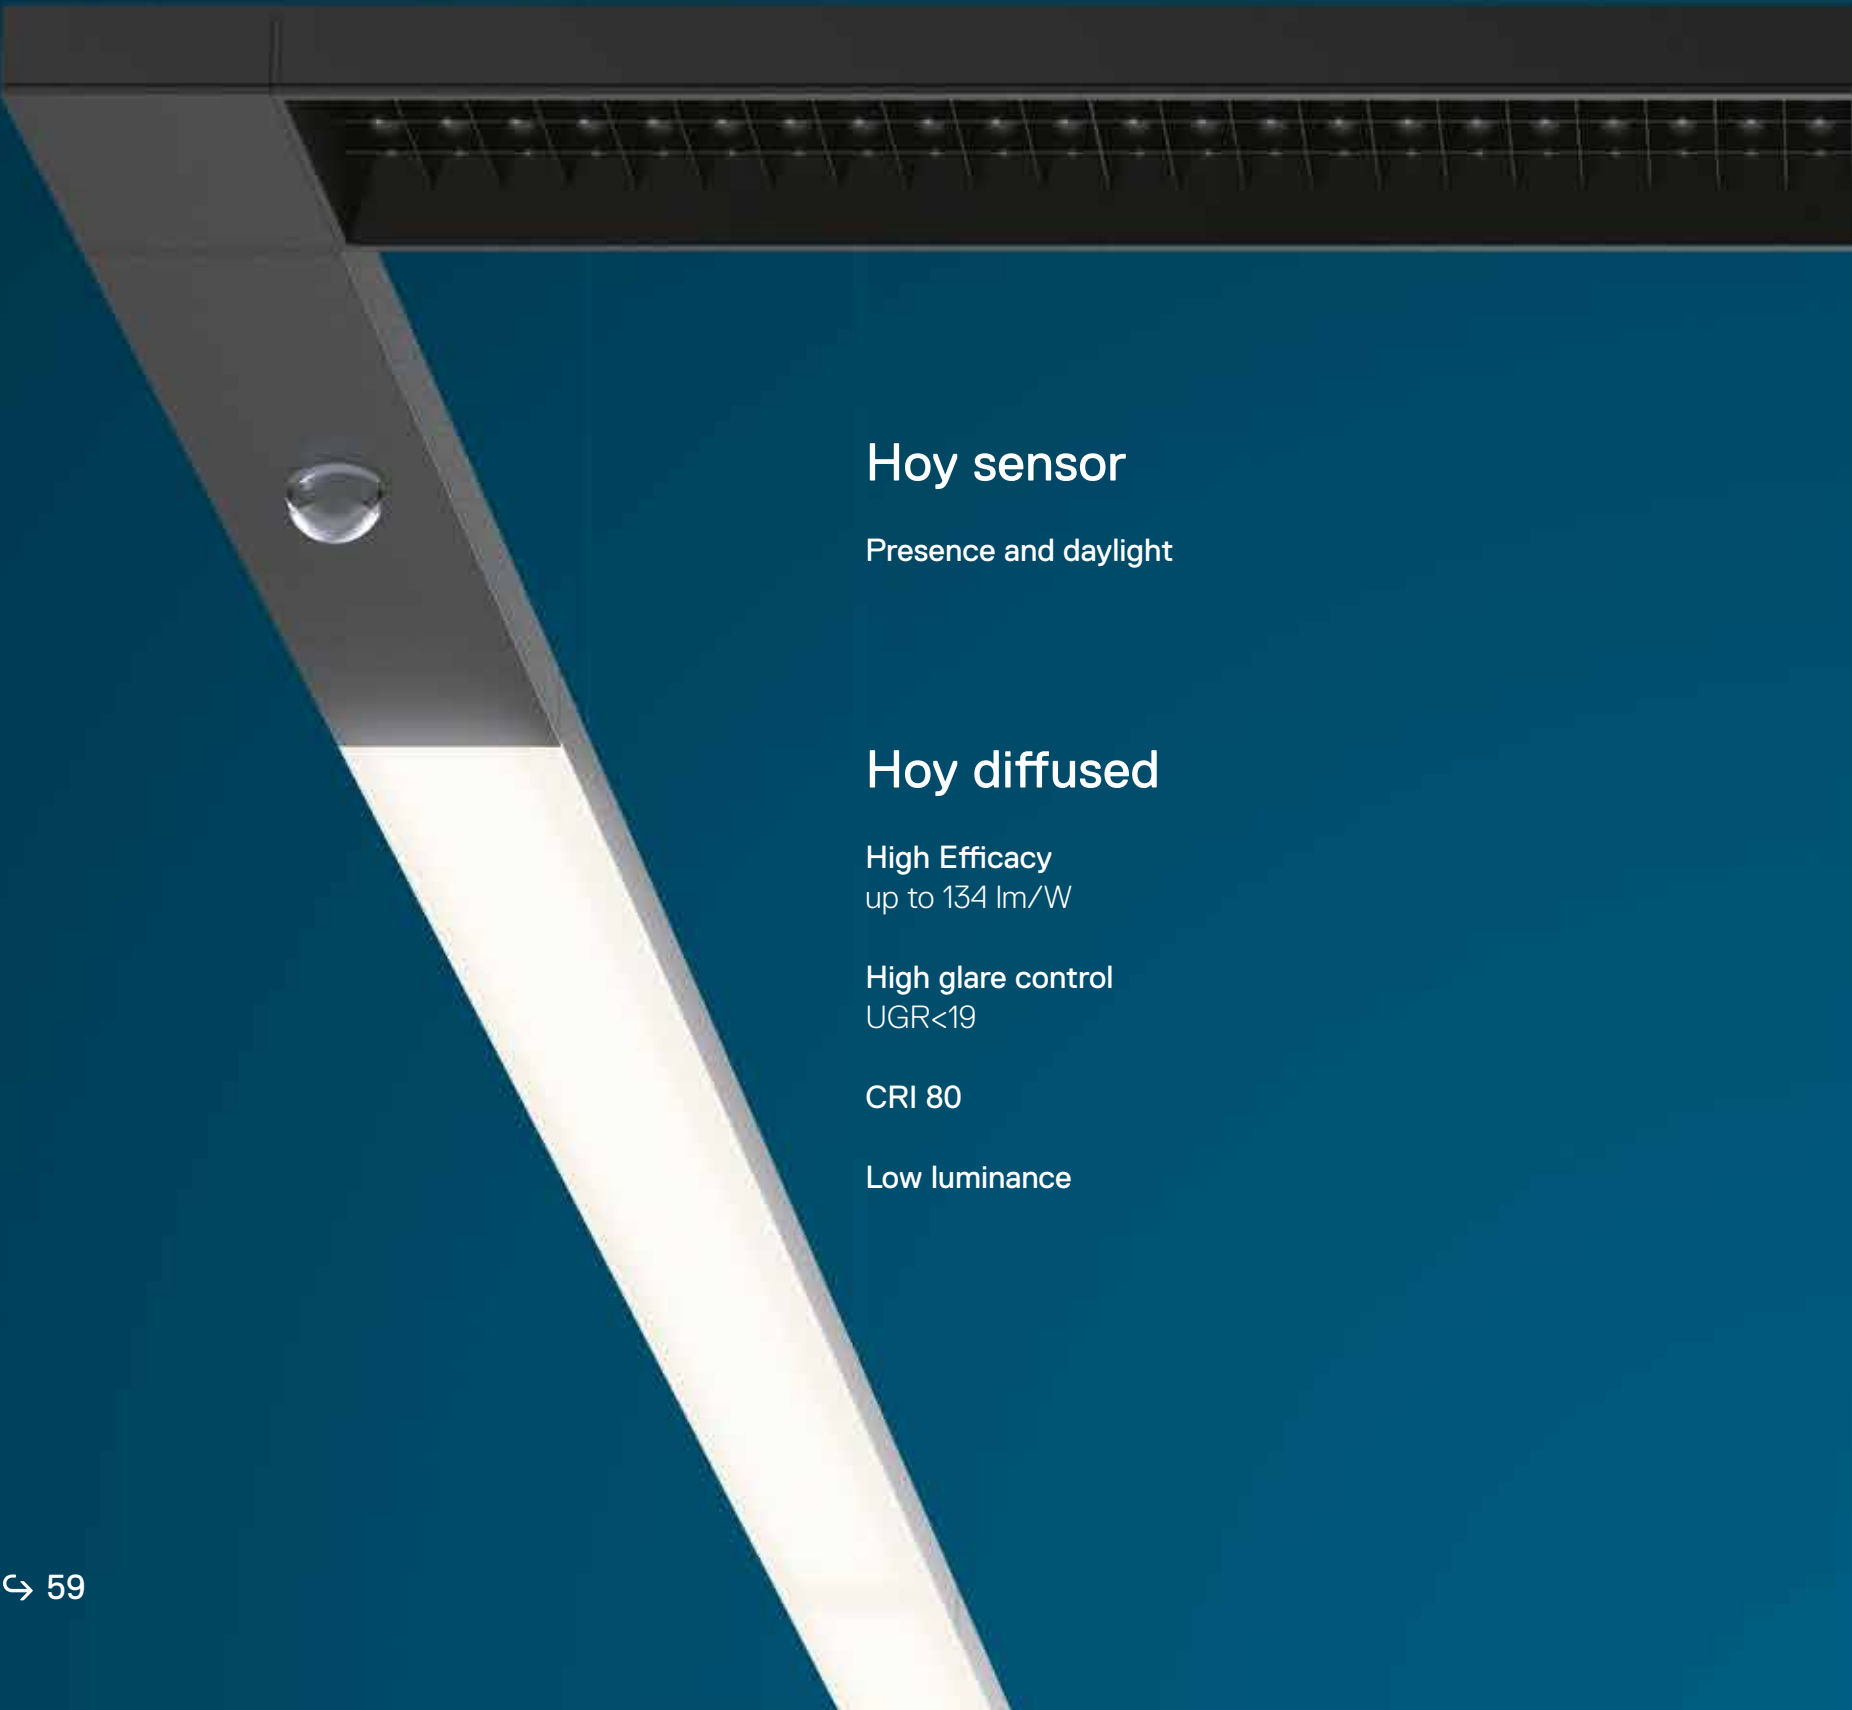 Hoy sensor
Presence and daylight
Hoy diffused
High Efficacy
up to 134 lm/W
High glare control
UGR<19
CRI 80
Low luminance
↪ 59